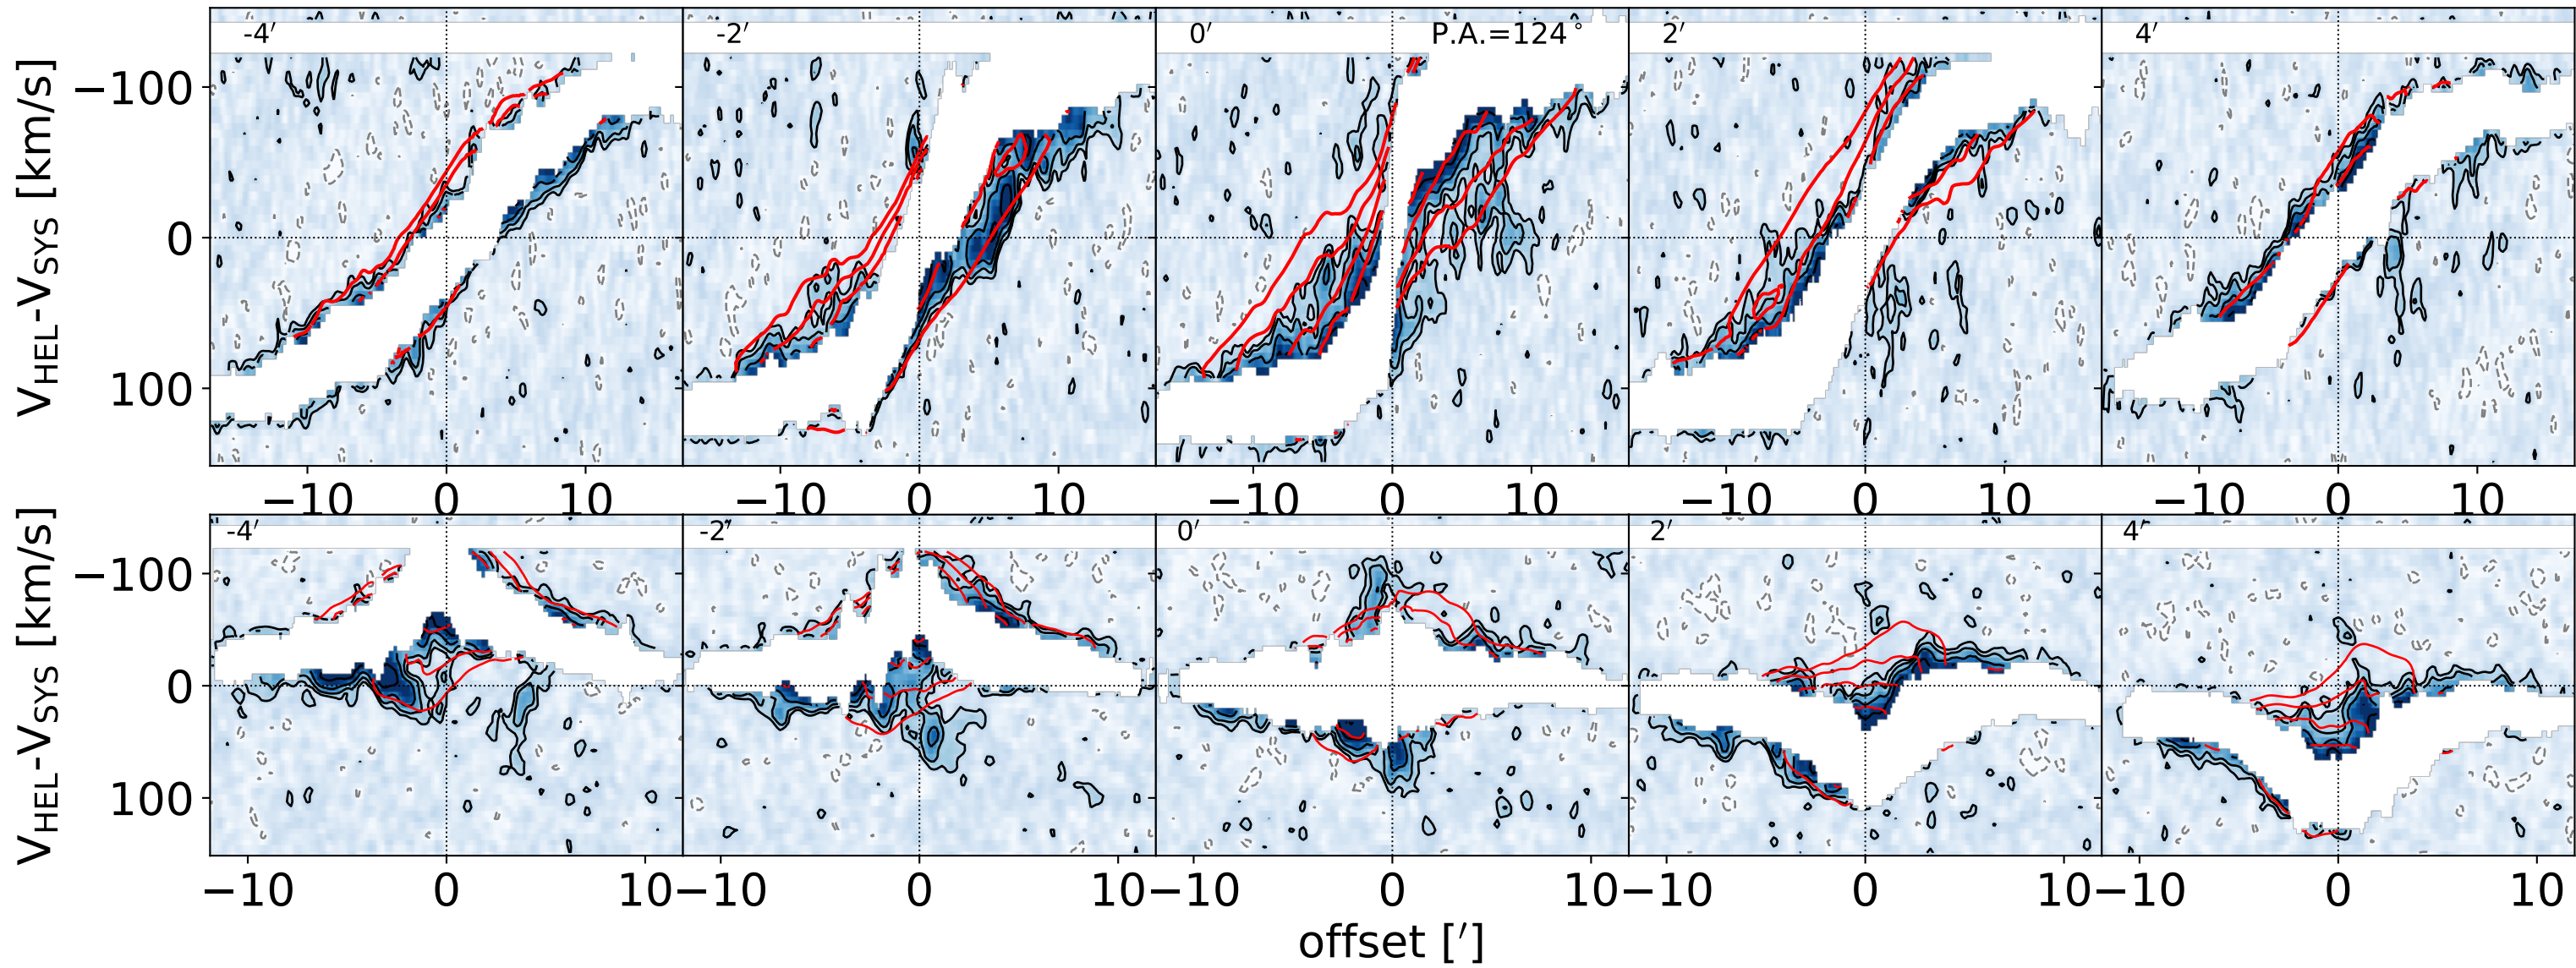 -4′ -2′ 0′ P.A.=124° 2′ 4′
V_HEL-V_SYS [km/s]
−100
0
100
−10 0 10 −10 0 10 −10 0 10 −10 0 10 −10 0 10
-4′ -2′ 0′ 2′ 4′
V_HEL-V_SYS [km/s]
−100
0
100
−10 0 10 −10 0 10 −10 0 10 −10 0 10 −10 0 10
offset [′]